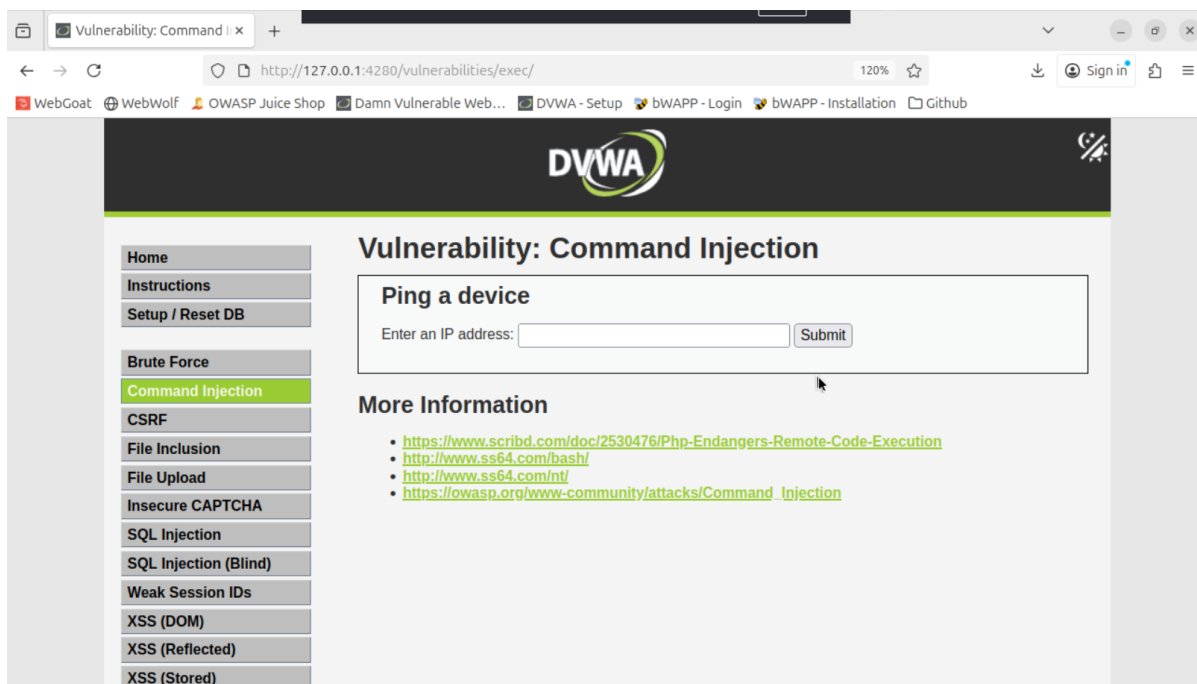 Vulnerability: Command I
http://127.0.0.1:4280/vulnerabilities/exec/
120%
Sign in
WebGoat WebWolf OWASP Juice Shop Damn Vulnerable Web... DVWA - Setup bWAPP - Login bWAPP - Installation Github
DVWA
Home
Instructions
Setup / Reset DB
Brute Force
Command Injection
CSRF
File Inclusion
File Upload
Insecure CAPTCHA
SQL Injection
SQL Injection (Blind)
Weak Session IDs
XSS (DOM)
XSS (Reflected)
XSS (Stored)
Vulnerability: Command Injection
Ping a device
Enter an IP address:
Submit
More Information
• https://www.scribd.com/doc/2530476/Php-Endangers-Remote-Code-Execution
• http://www.ss64.com/bash/
• http://www.ss64.com/nt/
• https://owasp.org/www-community/attacks/Command_Injection